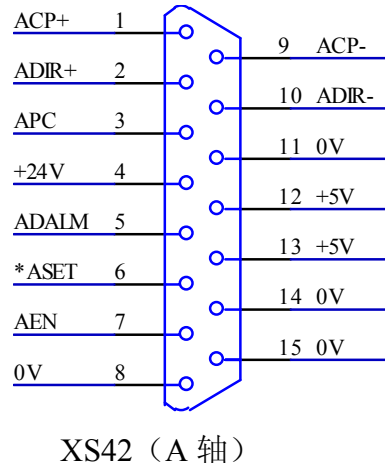 ACP+ 1
9 ACP-
ADIR+ 2
10 ADIR-
APC 3
11 0V
+24V 4
12 +5V
ADALM 5
13 +5V
*ASET 6
14 0V
AEN 7
15 0V
0V 8
XS42（A 轴）